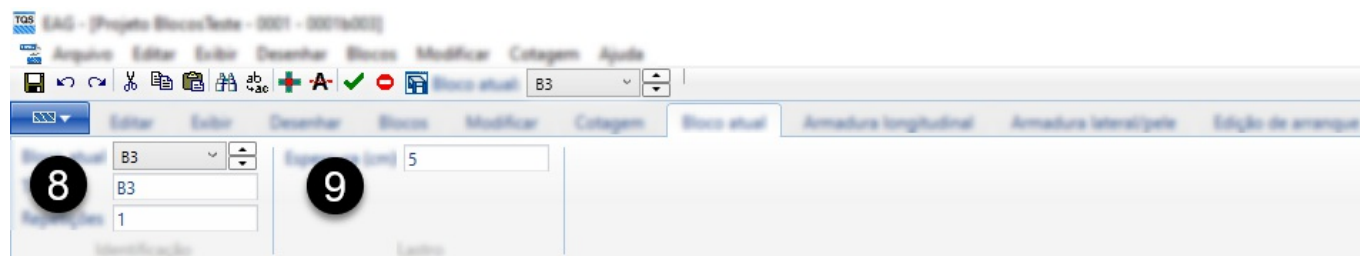 TQS EAG - [Projeto BlocosTeste - 0001 - 0001b003]
Arquivo Editar Exibir Desenhar Blocos Modificar Cotagem Ajuda
Bloco atual: B3
Editar Exibir Desenhar Blocos Modificar Cotagem Bloco atual Armadura longitudinal Armadura lateral/pele Edição de arranque
Bloco atual B3 Espessura (cm) 5
8 B3 9
Repetições 1
Identificação Lastro